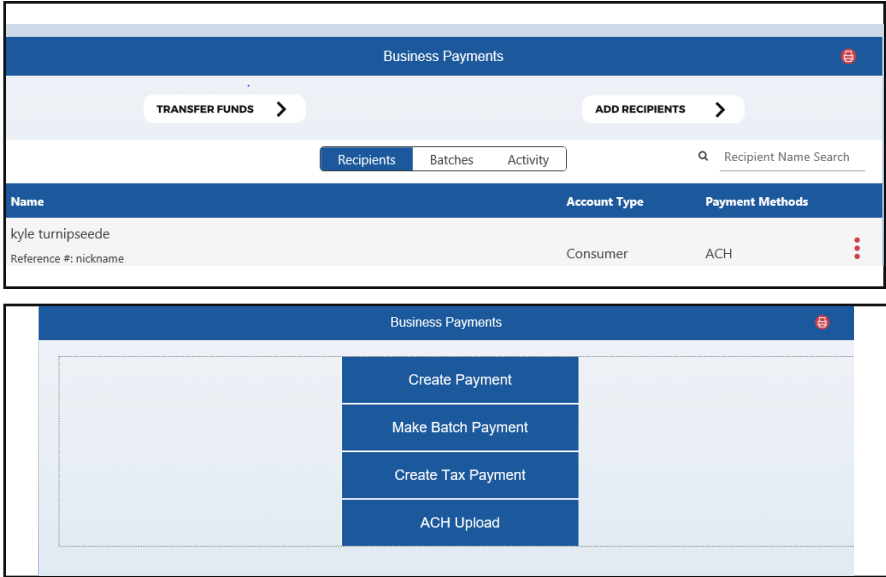 Business Payments
TRANSFER FUNDS
ADD RECIPIENTS
Recipients Batches Activity
Recipient Name Search
Name Account Type Payment Methods
kyle turnipseede
Reference #: nickname
Consumer ACH
Business Payments
Create Payment
Make Batch Payment
Create Tax Payment
ACH Upload